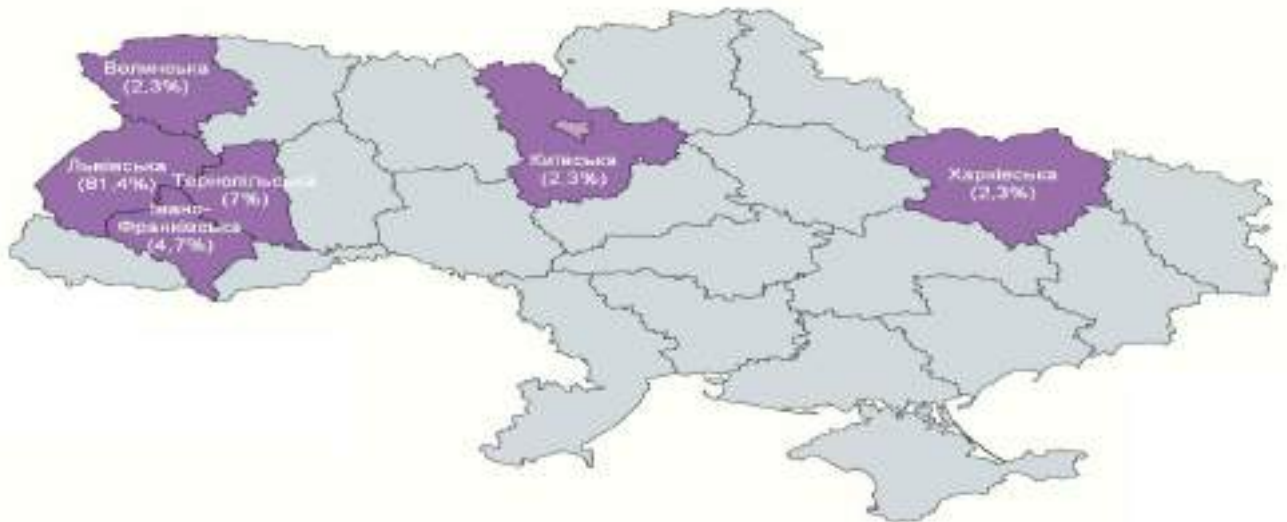 Волинська
(2,3%)
Львівська
(81,4%)
Тернопільська
(7%)
Івано-
Франківська
(4,7%)
Київська
(2,3%)
Харківська
(2,3%)